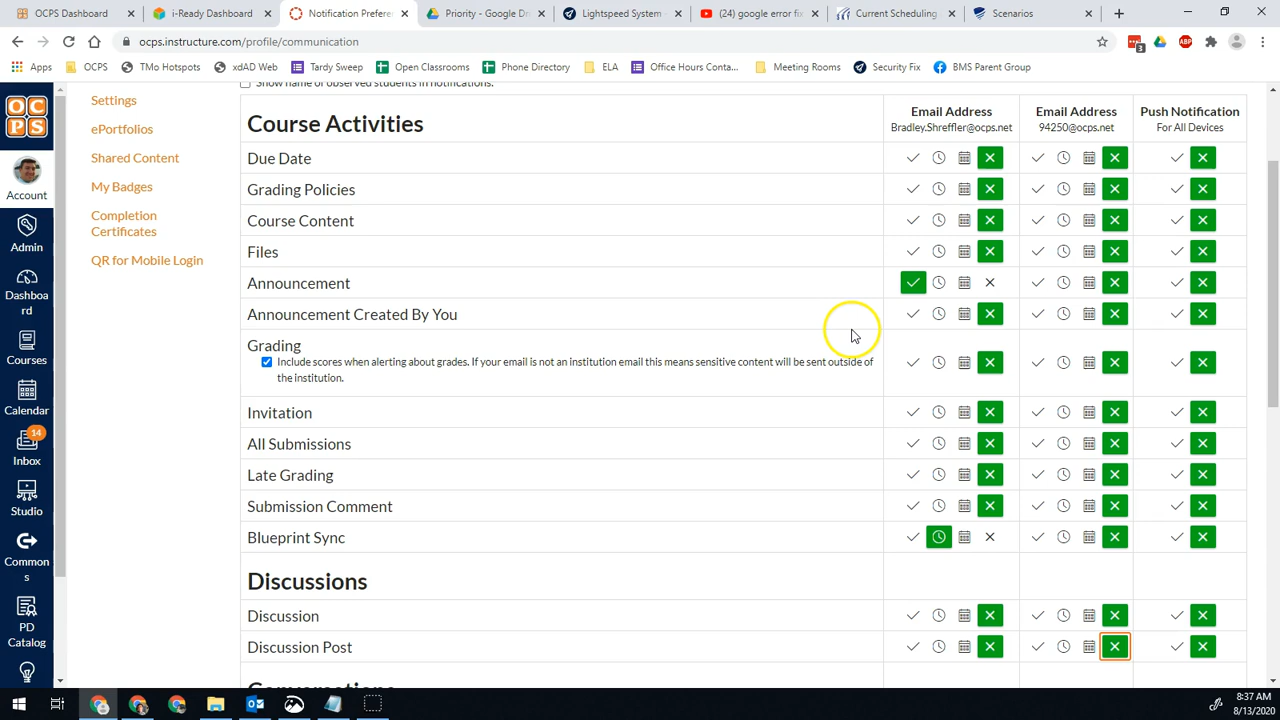 OCPS Dashboard
i-Ready Dashboard
Notification Prefere
Priority - Google Dr
Lightspeed System -
(24) google error fix
Current Scheduling
Scenarios
ocps.instructure.com/profile/communication
3
Apps
OCPS
TMo Hotspots
xdAD Web
Tardy Sweep
Open Classrooms
Phone Directory
ELA
Office Hours Conta...
Meeting Rooms
Security Fix
BMS Parent Group
OC
PS
Account
Admin
Dashboa
rd
Courses
Calendar
14
Inbox
Studio
Common
s
PD
Catalog
Settings
ePortfolios
Shared Content
My Badges
Completion
Certificates
QR for Mobile Login
Show name of observed students in notifications.
Course Activities
Email Address
Bradley.Shreffler@ocps.net
Email Address
94250@ocps.net
Push Notification
For All Devices
Due Date
Grading Policies
Course Content
Files
Announcement
Announcement Created By You
Grading
Include scores when alerting about grades. If your email is not an institution email this means sensitive content will be sent outside of
the institution.
Invitation
All Submissions
Late Grading
Submission Comment
Blueprint Sync
Discussions
Discussion
Discussion Post
Conversations
8:37 AM
8/13/2020